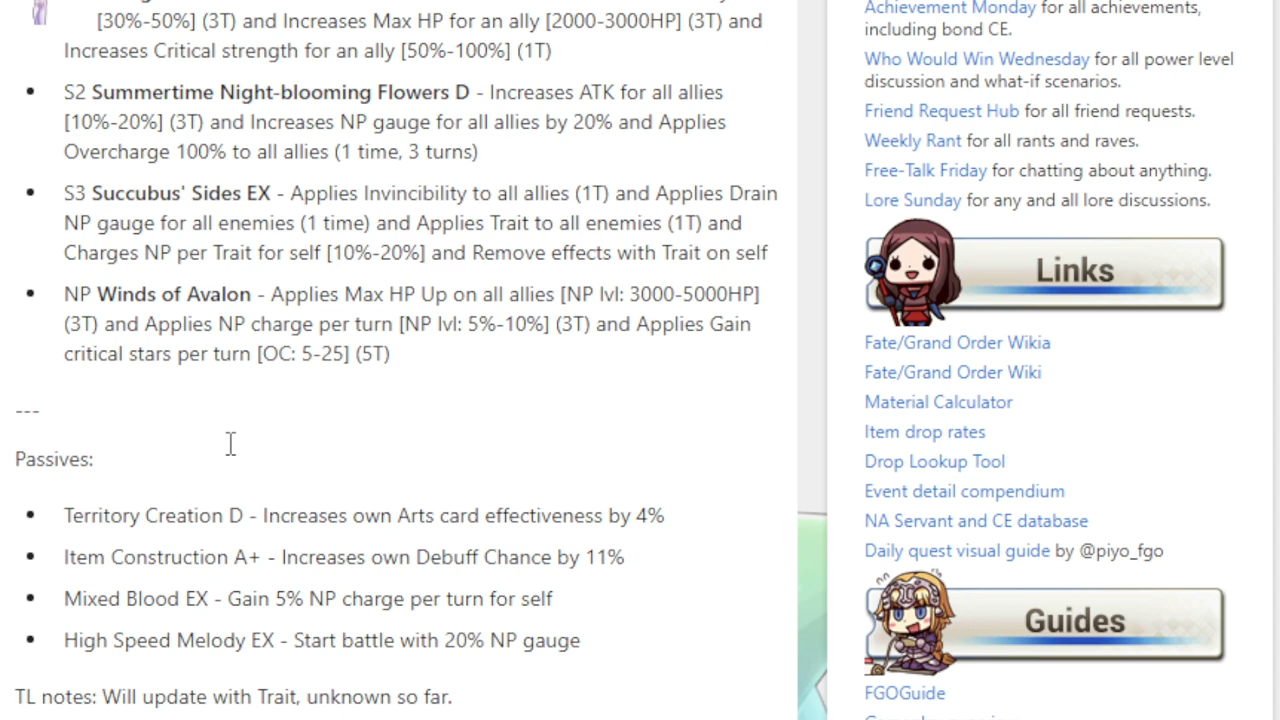 [30%-50%] (3T) and Increases Max HP for an ally [2000-3000HP] (3T) and
Increases Critical strength for an ally [50%-100%] (1T)
S2 Summertime Night-blooming Flowers D - Increases ATK for all allies
[10%-20%] (3T) and Increases NP gauge for all allies by 20% and Applies
Overcharge 100% to all allies (1 time, 3 turns)
S3 Succubus' Sides EX - Applies Invincibility to all allies (1T) and Applies Drain
NP gauge for all enemies (1 time) and Applies Trait to all enemies (1T) and
Charges NP per Trait for self [10%-20%] and Remove effects with Trait on self
NP Winds of Avalon - Applies Max HP Up on all allies [NP lvl: 3000-5000HP]
(3T) and Applies NP charge per turn [NP lvl: 5%-10%] (3T) and Applies Gain
critical stars per turn [OC: 5-25] (5T)
---
Passives:
Territory Creation D - Increases own Arts card effectiveness by 4%
Item Construction A+ - Increases own Debuff Chance by 11%
Mixed Blood EX - Gain 5% NP charge per turn for self
High Speed Melody EX - Start battle with 20% NP gauge
TL notes: Will update with Trait, unknown so far.
Achievement Monday for all achievements,
including bond CE.
Who Would Win Wednesday for all power level
discussion and what-if scenarios.
Friend Request Hub for all friend requests.
Weekly Rant for all rants and raves.
Free-Talk Friday for chatting about anything.
Lore Sunday for any and all lore discussions.
Links
Fate/Grand Order Wikia
Fate/Grand Order Wiki
Material Calculator
Item drop rates
Drop Lookup Tool
Event detail compendium
NA Servant and CE database
Daily quest visual guide by @piyo_fgo
Guides
FGOGuide